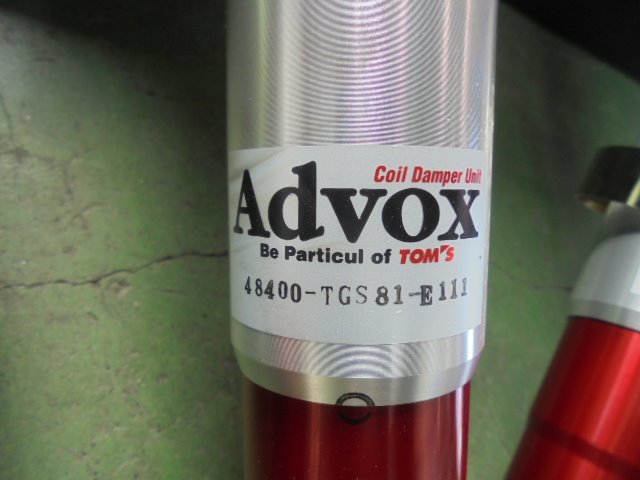 Coil Damper Unit
Advox
Be Particul of TOM'S
48400-TGS81-E111